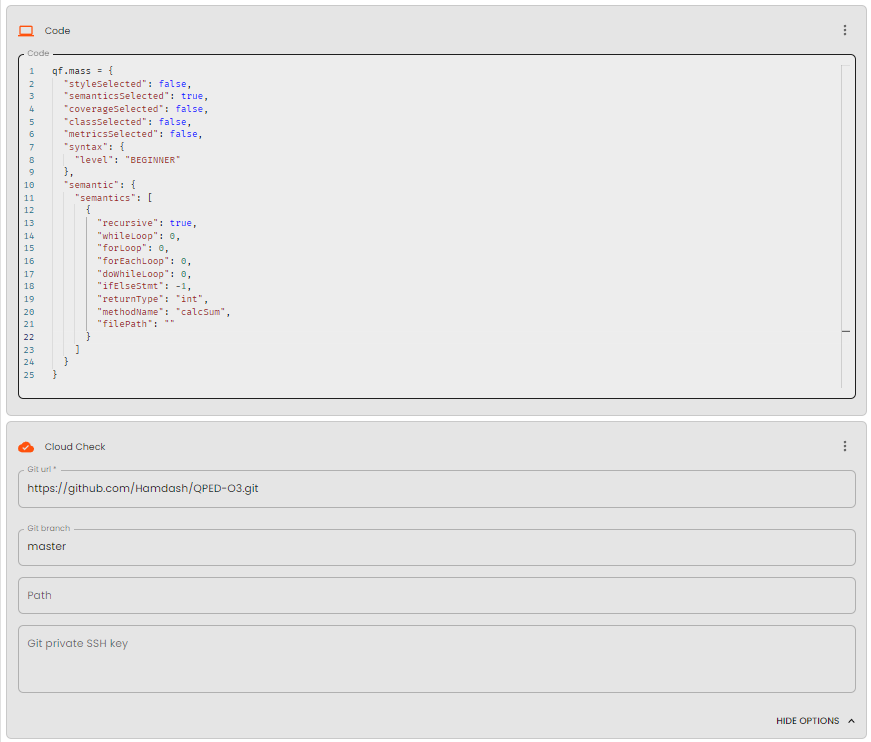 Code
Code
1 qf.mass = {
2 "styleSelected": false,
3 "semanticsSelected": true,
4 "coverageSelected": false,
5 "classSelected": false,
6 "metricsSelected": false,
7 "syntax": {
8 "level": "BEGINNER"
9 },
10 "semantic": {
11 "semantics": [
12 {
13 "recursive": true,
14 "whileLoop": 0,
15 "forLoop": 0,
16 "forEachLoop": 0,
17 "doWhileLoop": 0,
18 "ifElseStmt": -1,
19 "returnType": "int",
20 "methodName": "calcSum",
21 "filePath": ""
22 }
23 ]
24 }
25 }
Cloud Check
Git url *
https://github.com/Hamdash/QPED-O3.git
Git branch
master
Path
Git private SSH key
HIDE OPTIONS